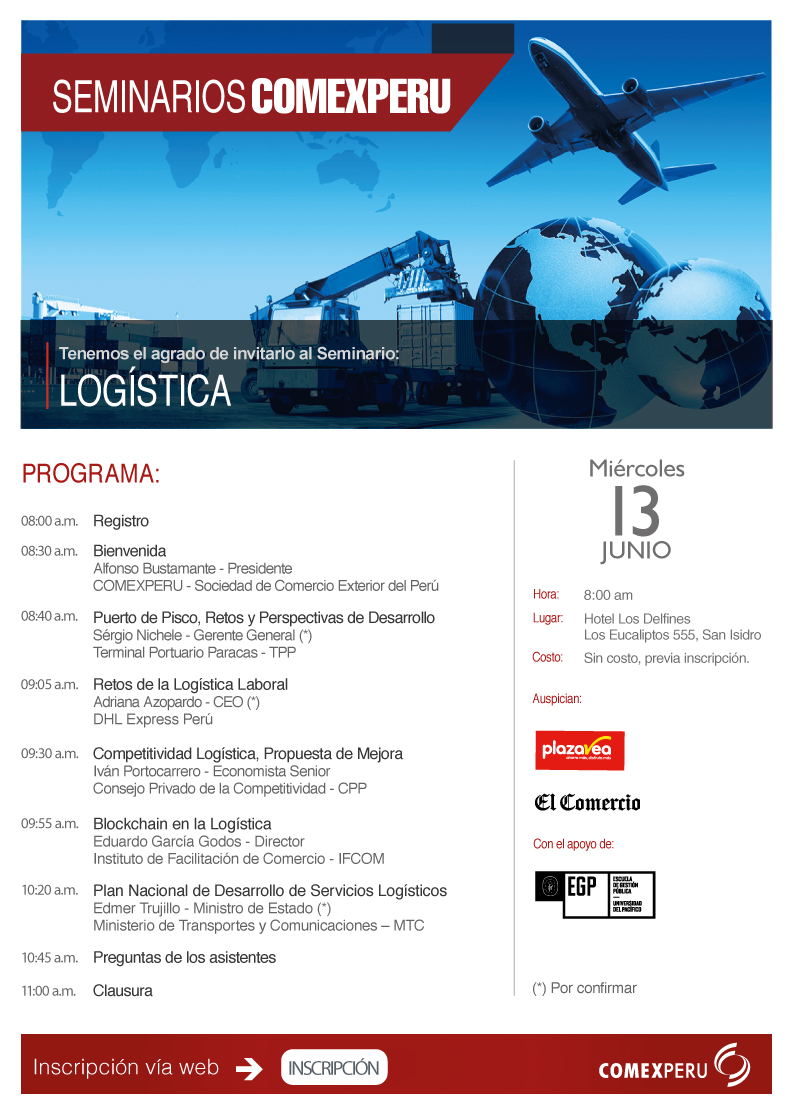 SEMINARIOS COMEXPERU
Tenemos el agrado de invitarlo al Seminario:
LOGÍSTICA
PROGRAMA:
08:00 a.m. Registro
08:30 a.m. Bienvenida
Alfonso Bustamante - Presidente
COMEXPERU - Sociedad de Comercio Exterior del Perú
08:40 a.m. Puerto de Pisco, Retos y Perspectivas de Desarrollo
Sérgio Nichele - Gerente General (*)
Terminal Portuario Paracas - TPP
09:05 a.m. Retos de la Logística Laboral
Adriana Azopardo - CEO (*)
DHL Express Perú
09:30 a.m. Competitividad Logística, Propuesta de Mejora
Iván Portocarrero - Economista Senior
Consejo Privado de la Competitividad - CPP
09:55 a.m. Blockchain en la Logística
Eduardo García Godos - Director
Instituto de Facilitación de Comercio - IFCOM
10:20 a.m. Plan Nacional de Desarrollo de Servicios Logísticos
Edmer Trujillo - Ministro de Estado (*)
Ministerio de Transportes y Comunicaciones – MTC
10:45 a.m. Preguntas de los asistentes
11:00 a.m. Clausura
Miércoles
13
JUNIO
Hora: 8:00 am
Lugar: Hotel Los Delfines
Los Eucaliptos 555, San Isidro
Costo: Sin costo, previa inscripción.
Auspician:
plazavea
ahorra más, disfruta más
El Comercio
Con el apoyo de:
EGP
ESCUELA
DE GESTIÓN
PÚBLICA
UNIVERSIDAD
DEL PACÍFICO
(*) Por confirmar
Inscripción vía web INSCRIPCIÓN
COMEXPERU